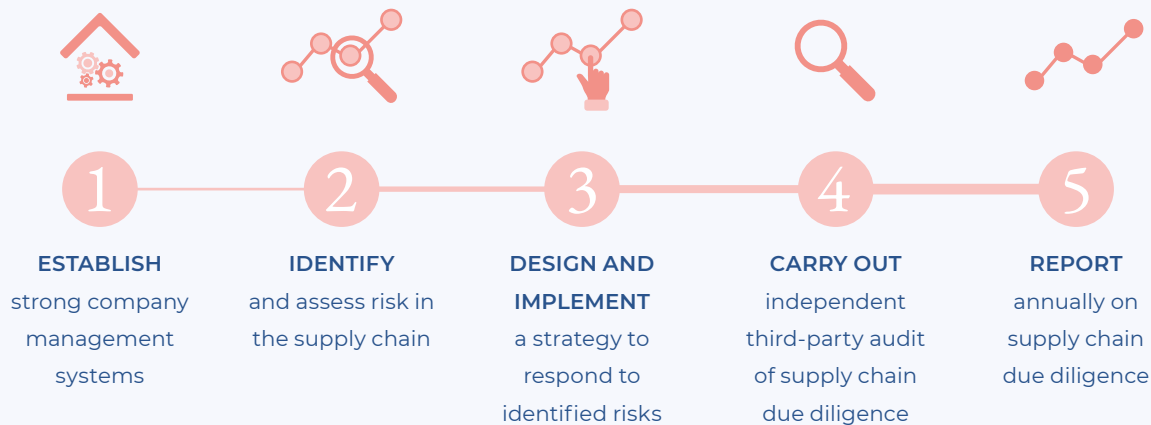 1
ESTABLISH
strong company
management
systems
2
IDENTIFY
and assess risk in
the supply chain
3
DESIGN AND
IMPLEMENT
a strategy to
respond to
identified risks
4
CARRY OUT
independent
third-party audit
of supply chain
due diligence
5
REPORT
annually on
supply chain
due diligence